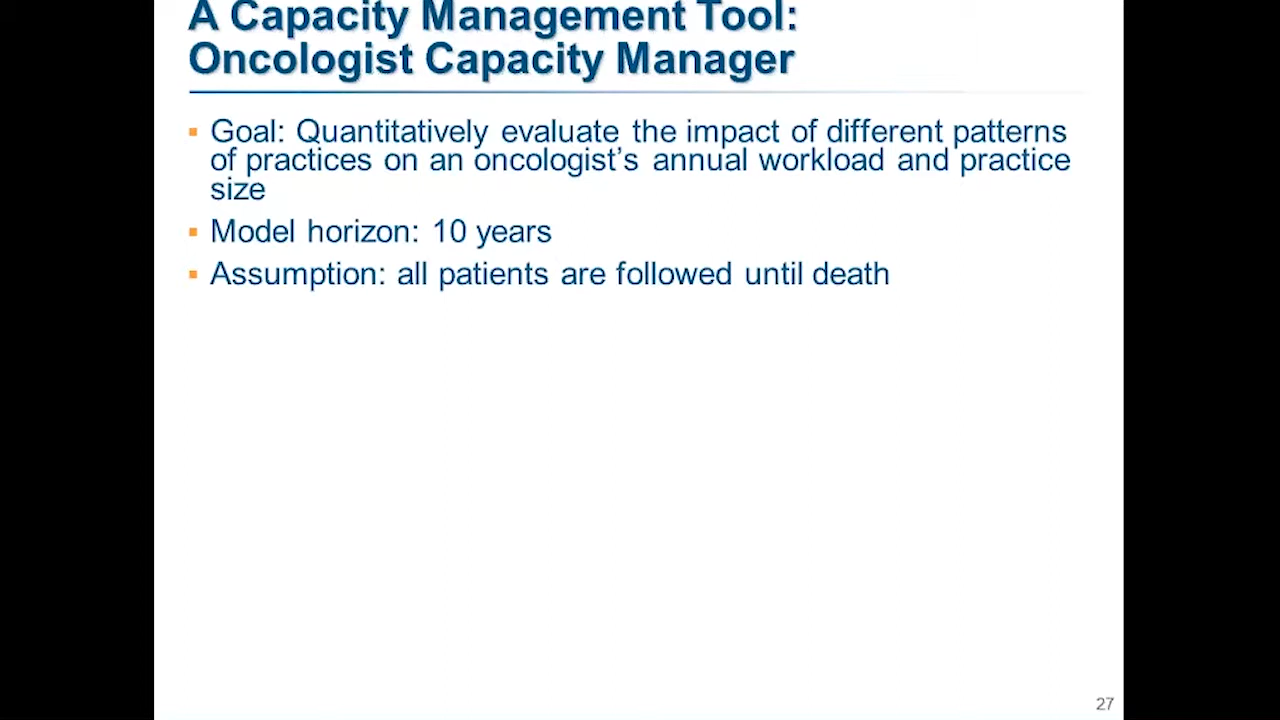 A Capacity Management Tool:
Oncologist Capacity Manager
▪ Goal: Quantitatively evaluate the impact of different patterns
of practices on an oncologist’s annual workload and practice
size
▪ Model horizon: 10 years
▪ Assumption: all patients are followed until death
27